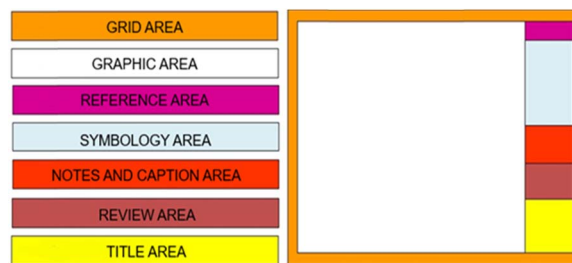 GRID AREA
GRAPHIC AREA
REFERENCE AREA
SYMBOLOGY AREA
NOTES AND CAPTION AREA
REVIEW AREA
TITLE AREA